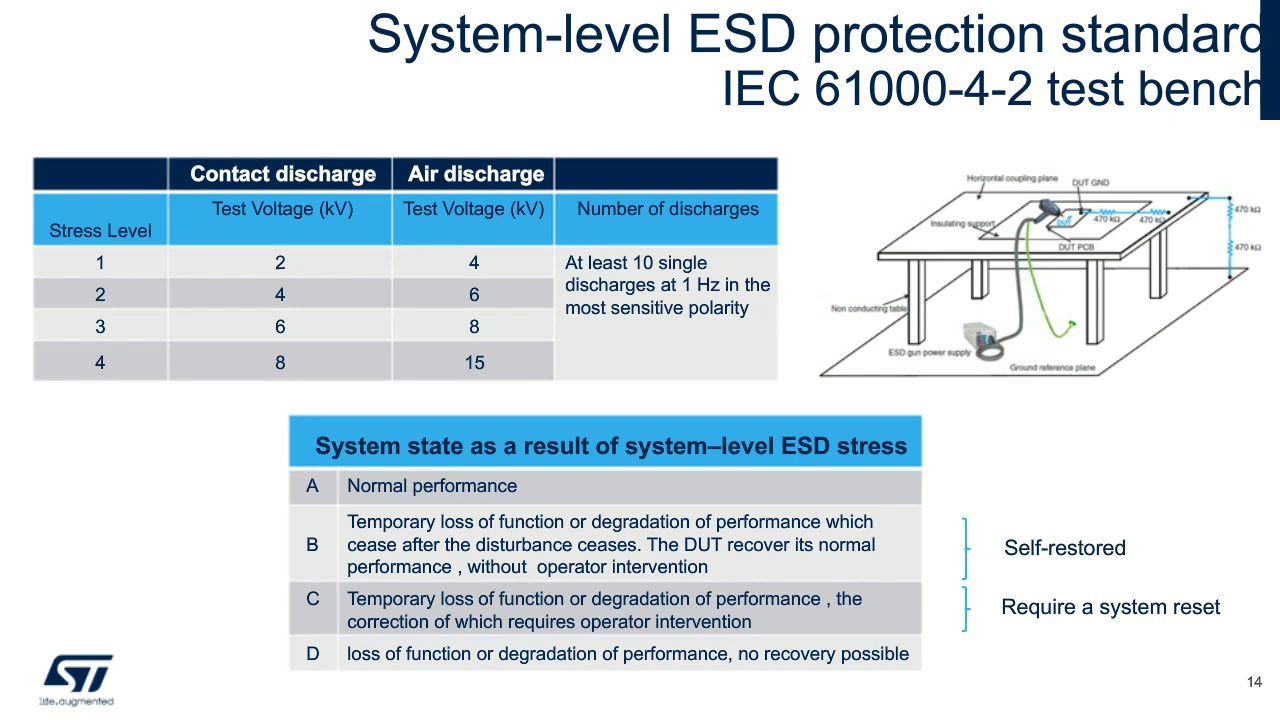 System-level ESD protection standard
IEC 61000-4-2 test bench
Contact discharge Air discharge
Stress Level Test Voltage (kV) Test Voltage (kV) Number of discharges
1 2 4 At least 10 single
discharges at 1 Hz in the
most sensitive polarity
2 4 6
3 6 8
4 8 15
Horizontal coupling plane
DUT GND
Insulating support
DUT
470 kΩ
470 kΩ
470 kΩ
470 kΩ
DUT PCB
Non conducting table
ESD gun power supply
Ground reference plane
System state as a result of system–level ESD stress
A Normal performance
B Temporary loss of function or degradation of performance which
cease after the disturbance ceases. The DUT recover its normal
performance , without operator intervention
Self-restored
C Temporary loss of function or degradation of performance , the
correction of which requires operator intervention
Require a system reset
D loss of function or degradation of performance, no recovery possible
ST
life.augmented
14